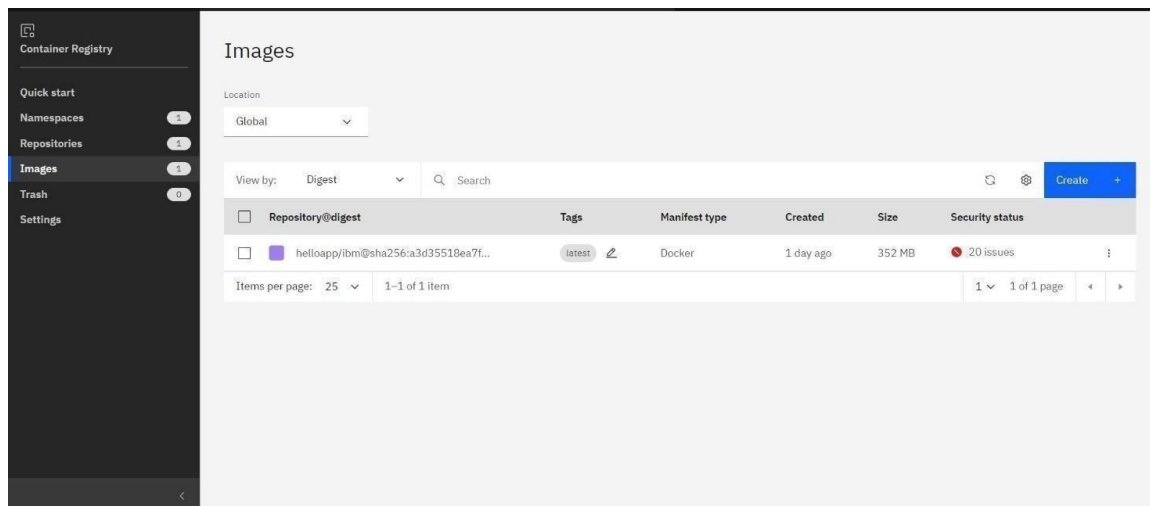 Container Registry
Quick start
Namespaces 1
Repositories 1
Images 1
Trash 0
Settings
Images
Location
Global
View by: Digest Search Create +
Repository@digest Tags Manifest type Created Size Security status
helloapp/ibm@sha256:a3d35518ea7f... latest Docker 1 day ago 352 MB 20 issues
Items per page: 25 1–1 of 1 item 1 1 of 1 page